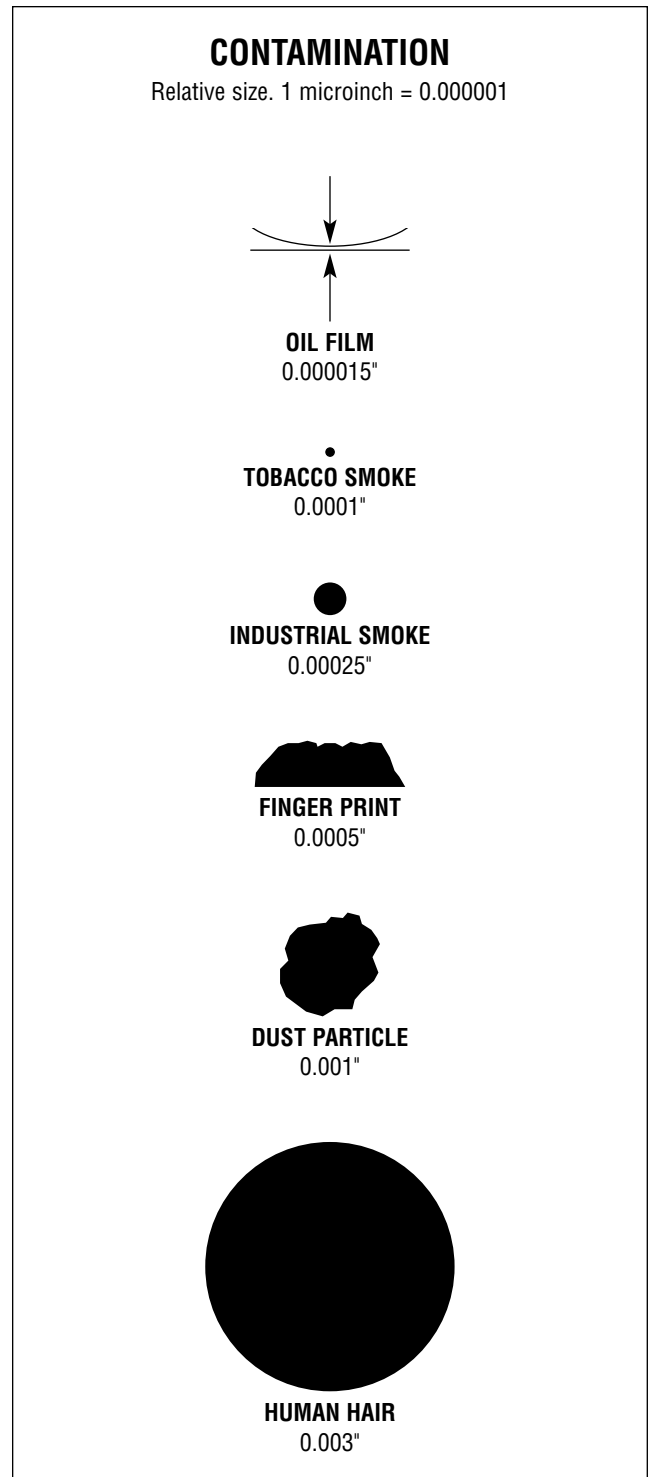 CONTAMINATION
Relative size. 1 microinch = 0.000001
OIL FILM
0.000015"
TOBACCO SMOKE
0.0001"
INDUSTRIAL SMOKE
0.00025"
FINGER PRINT
0.0005"
DUST PARTICLE
0.001"
HUMAN HAIR
0.003"